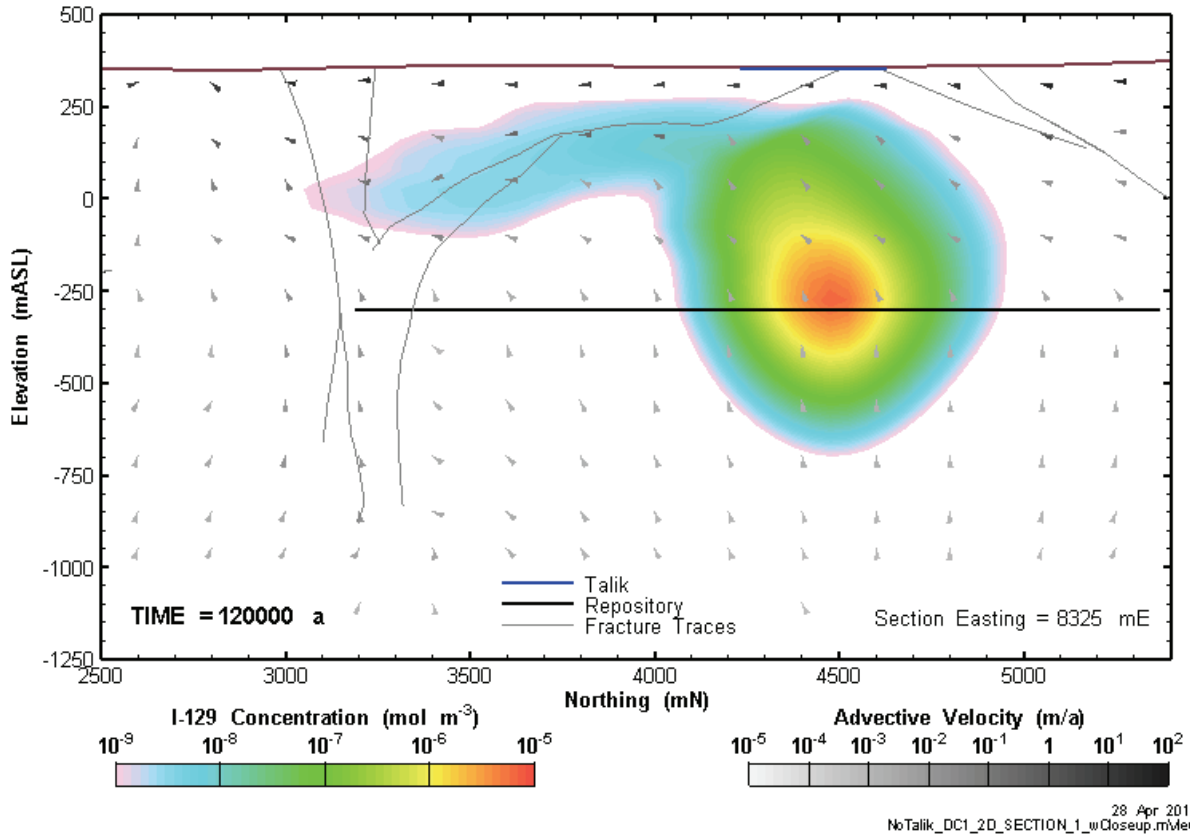 500
250
0
-250
-500
-750
-1000
-1250
Elevation (mASL)
TIME = 120000 a
Talik
Repository
Fracture Traces
Section Easting = 8325 mE
2500 3000 3500 4000 4500 5000
Northing (mN)
I-129 Concentration (mol m-3)
10-9 10-8 10-7 10-6 10-5
Advective Velocity (m/a)
10-5 10-4 10-3 10-2 10-1 1 101 102
28 Apr 201
NoTalik_DC1_2D_SECTION_1_wCloseup.mView